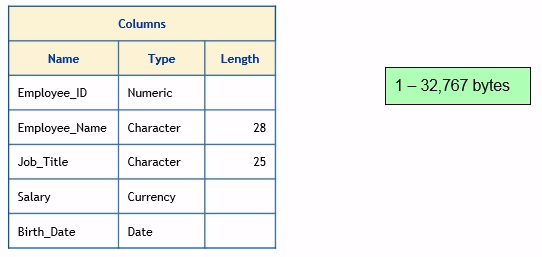 Columns
Name Type Length
Employee_ID Numeric
Employee_Name Character 28
Job_Title Character 25
Salary Currency
Birth_Date Date
1 – 32,767 bytes